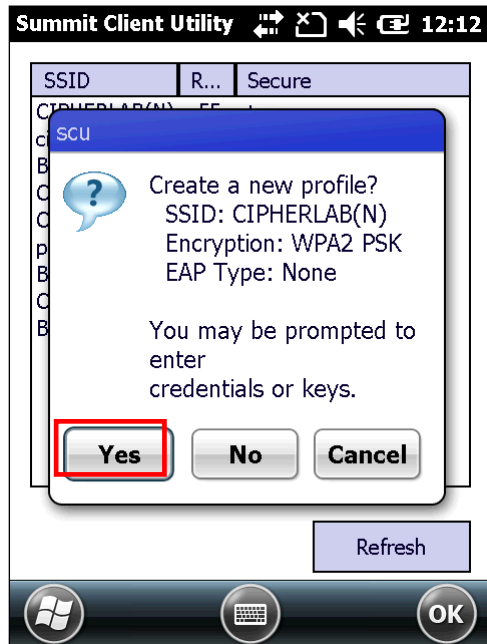 Summit Client Utility 12:12
SSID R... Secure
scu
Create a new profile?
SSID: CIPHERLAB(N)
Encryption: WPA2 PSK
EAP Type: None
You may be prompted to
enter
credentials or keys.
Yes No Cancel
Refresh
OK